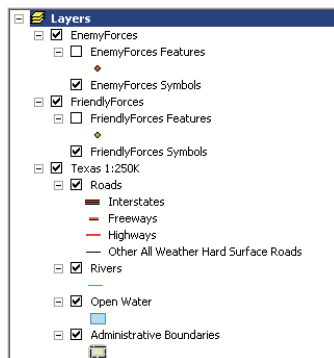 Layers
EnemyForces
EnemyForces Features
EnemyForces Symbols
FriendlyForces
FriendlyForces Features
FriendlyForces Symbols
Texas 1:250K
Roads
Interstates
Freeways
Highways
Other All Weather Hard Surface Roads
Rivers
Open Water
Administrative Boundaries